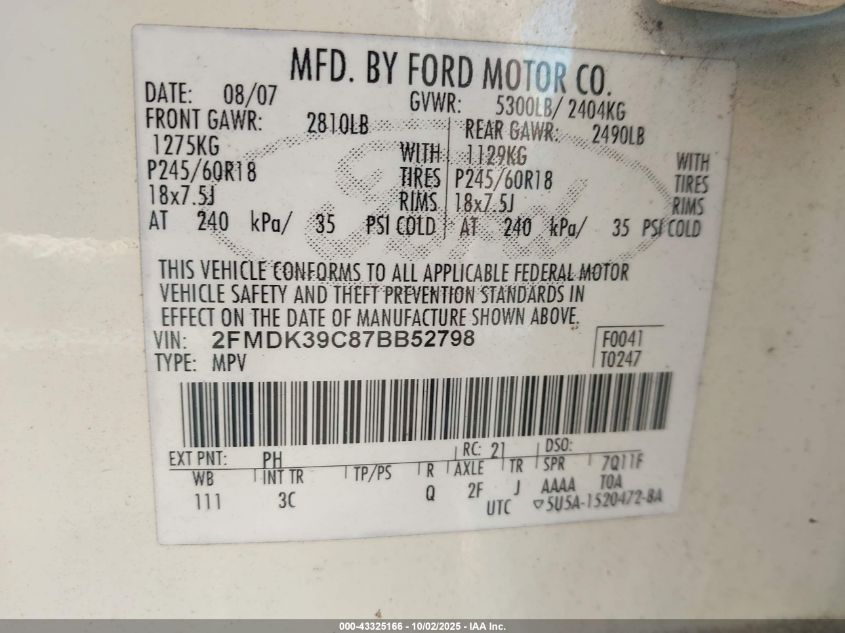 MFD. BY FORD MOTOR CO.
DATE: 08/07 GVWR: 5300LB/ 2404KG
FRONT GAWR: 2810LB REAR GAWR: 2490LB
1275KG WITH 1129KG WITH
P245/60R18 TIRES P245/60R18 TIRES
18x7.5J RIMS 18x7.5J RIMS
AT 240 kPa/ 35 PSI COLD AT 240 kPa/ 35 PSI COLD
Ford
THIS VEHICLE CONFORMS TO ALL APPLICABLE FEDERAL MOTOR
VEHICLE SAFETY AND THEFT PREVENTION STANDARDS IN
EFFECT ON THE DATE OF MANUFACTURE SHOWN ABOVE.
VIN: 2FMDK39C87BB52798 F0041
TYPE: MPV T0247
EXT PNT: PH RC: 21 DSO:
WB INT TR TP/PS R AXLE TR SPR 7Q11F
111 3C Q 2F J AAAA TOA
UTC ▽5U5A-1520472-BA
000-43325166 - 10/02/2025 - IAA Inc.